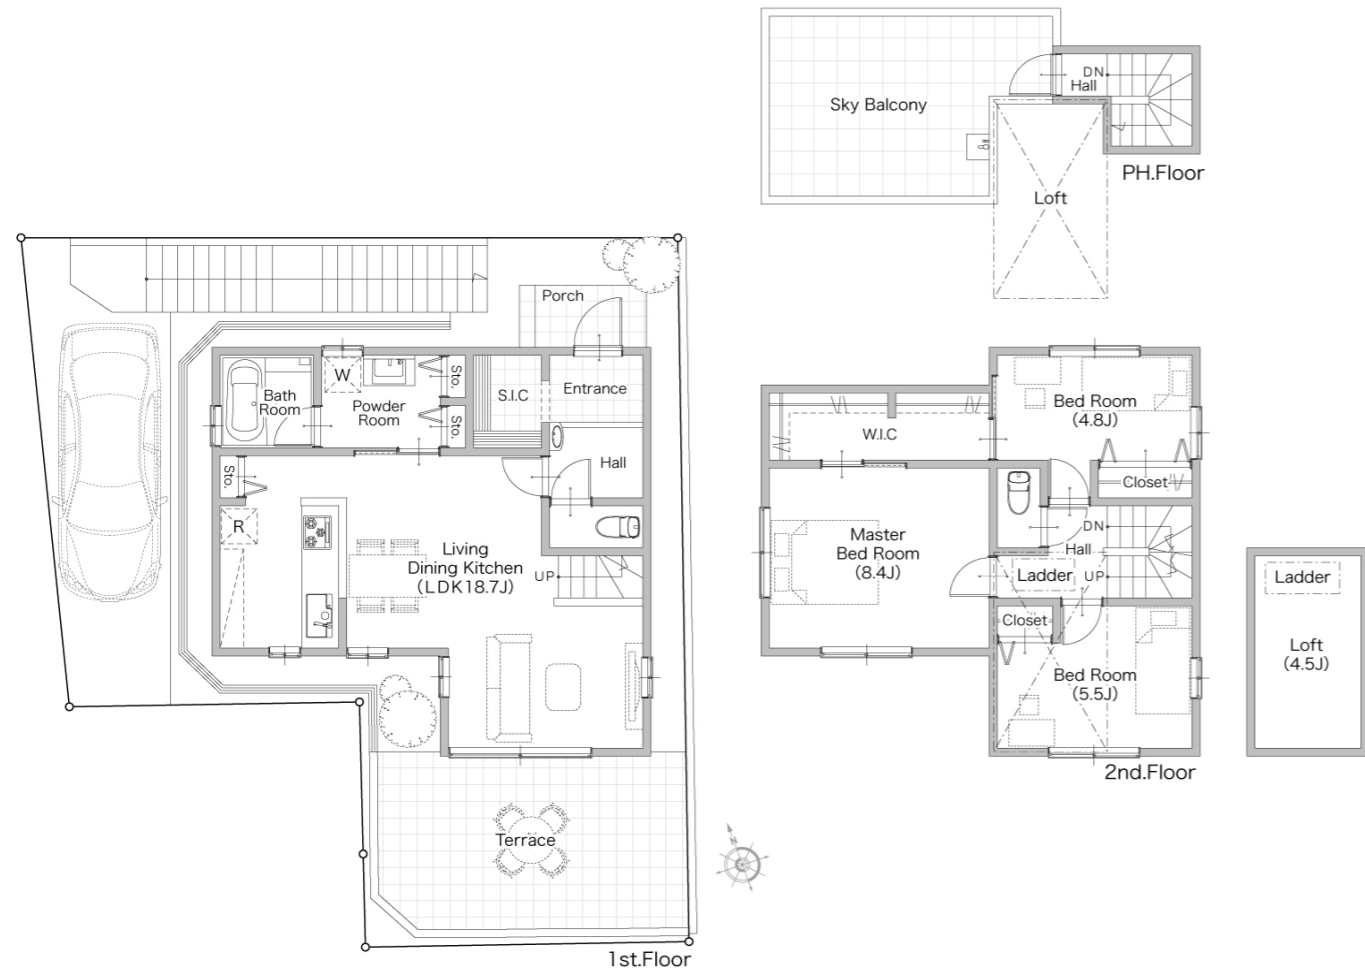 Sky Balcony
DN
Hall
PH.Floor
Loft
Porch
Bath
Room
W
Powder
Room
Sto.
Sto.
S.I.C
Entrance
Hall
Sto.
R
Living
Dining Kitchen
(LDK18.7J)
UP
Terrace
1st.Floor
N
W.I.C
Bed Room
(4.8J)
Closet
Master
Bed Room
(8.4J)
DN
Hall
Ladder
UP
Closet
Bed Room
(5.5J)
2nd.Floor
Ladder
Loft
(4.5J)